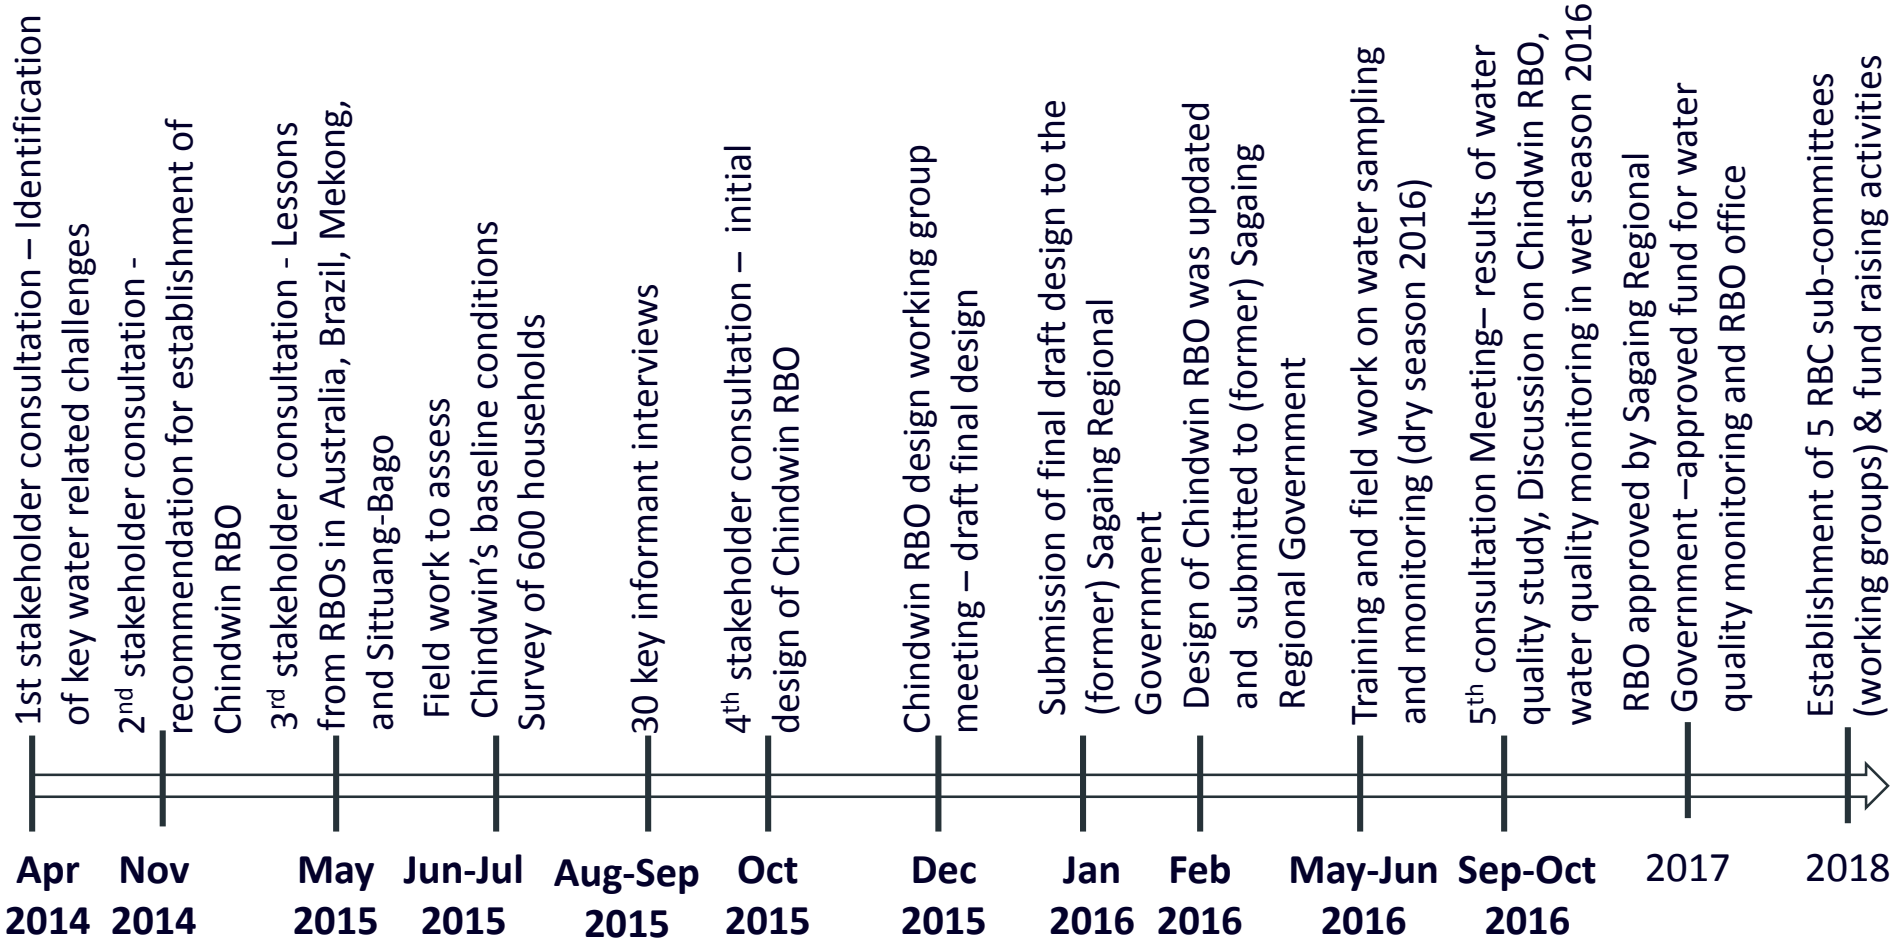 1st stakeholder consultation – Identification
of key water related challenges
2nd stakeholder consultation -
recommendation for establishment of
Chindwin RBO
3rd stakeholder consultation - Lessons
from RBOs in Australia, Brazil, Mekong,
and Sittuang-Bago
Field work to assess
Chindwin’s baseline conditions
Survey of 600 households
30 key informant interviews
4th stakeholder consultation – initial
design of Chindwin RBO
Chindwin RBO design working group
meeting – draft final design
Submission of final draft design to the
(former) Sagaing Regional
Government
Design of Chindwin RBO was updated
and submitted to (former) Sagaing
Regional Government
Training and field work on water sampling
and monitoring (dry season 2016)
5th consultation Meeting– results of water
quality study, Discussion on Chindwin RBO,
water quality monitoring in wet season 2016
RBO approved by Sagaing Regional
Government –approved fund for water
quality monitoring and RBO office
Establishment of 5 RBC sub-committees
(working groups) & fund raising activities
Apr
2014
Nov
2014
May
2015
Jun-Jul
2015
Aug-Sep
2015
Oct
2015
Dec
2015
Jan
2016
Feb
2016
May-Jun
2016
Sep-Oct
2016
2017
2018